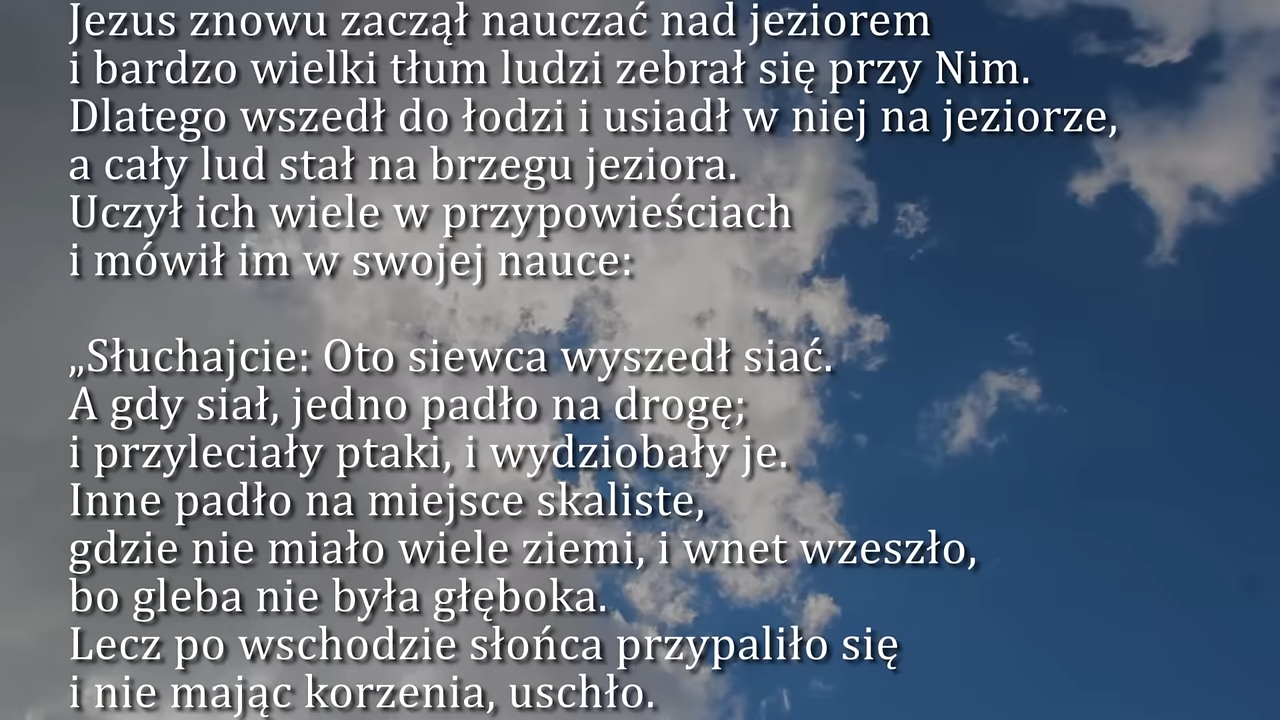 Jezus znowu zaczął nauczać nad jeziorem
i bardzo wielki tłum ludzi zebrał się przy Nim.
Dlatego wszedł do łodzi i usiadł w niej na jeziorze,
a cały lud stał na brzegu jeziora.
Uczył ich wiele w przypowieściach
i mówił im w swojej nauce:
„Słuchajcie: Oto siewca wyszedł siać.
A gdy siał, jedno padło na drogę;
i przyleciały ptaki, i wydziobały je.
Inne padło na miejsce skaliste,
gdzie nie miało wiele ziemi, i wnet wzeszło,
bo gleba nie była głęboka.
Lecz po wschodzie słońca przypaliło się
i nie mając korzenia, uschło.